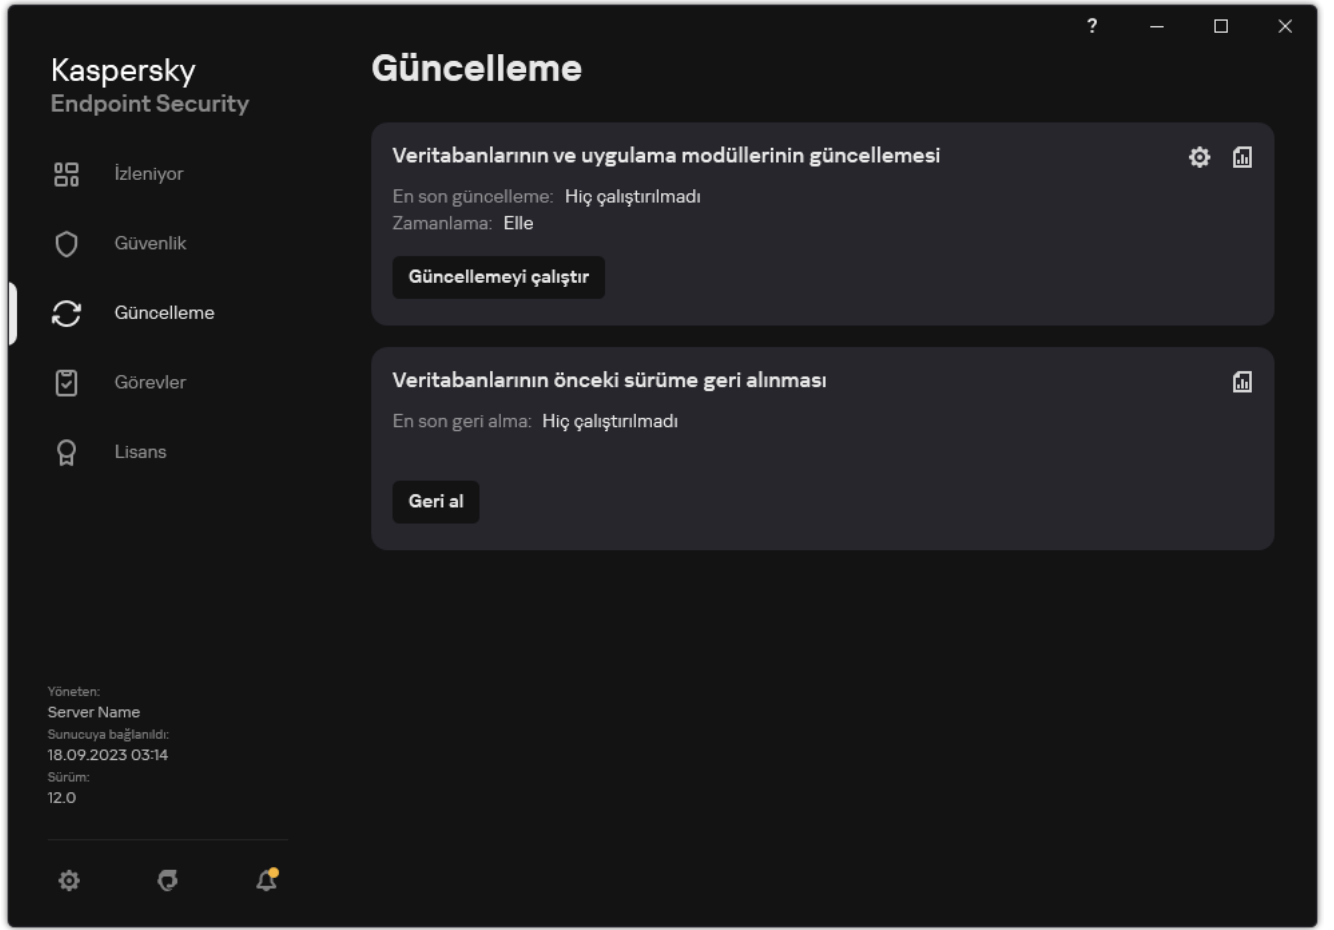 ?
Kaspersky
Endpoint Security
İzleniyor
Güvenlik
Güncelleme
Görevler
Lisans
Yöneten:
Server Name
Sunucuya bağlanıldı:
18.09.2023 03:14
Sürüm:
12.0
Güncelleme
Veritabanlarının ve uygulama modüllerinin güncellemesi
En son güncelleme: Hiç çalıştırılmadı
Zamanlama: Elle
Güncellemeyi çalıştır
Veritabanlarının önceki sürüme geri alınması
En son geri alma: Hiç çalıştırılmadı
Geri al